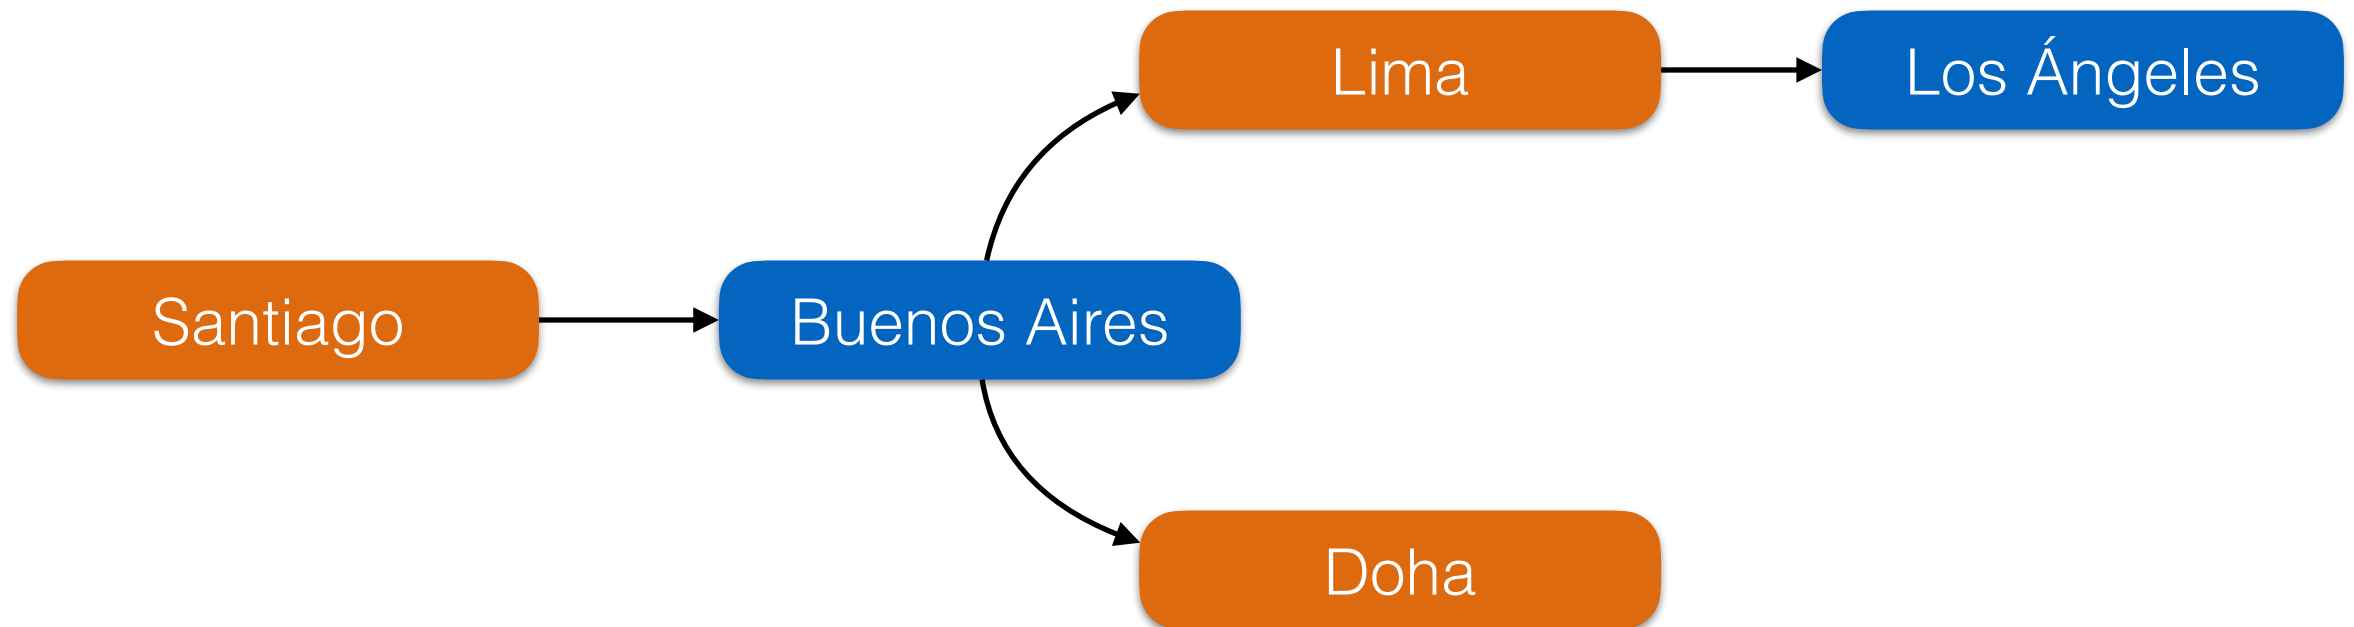 Lima
Los Ángeles
Santiago
Buenos Aires
Doha